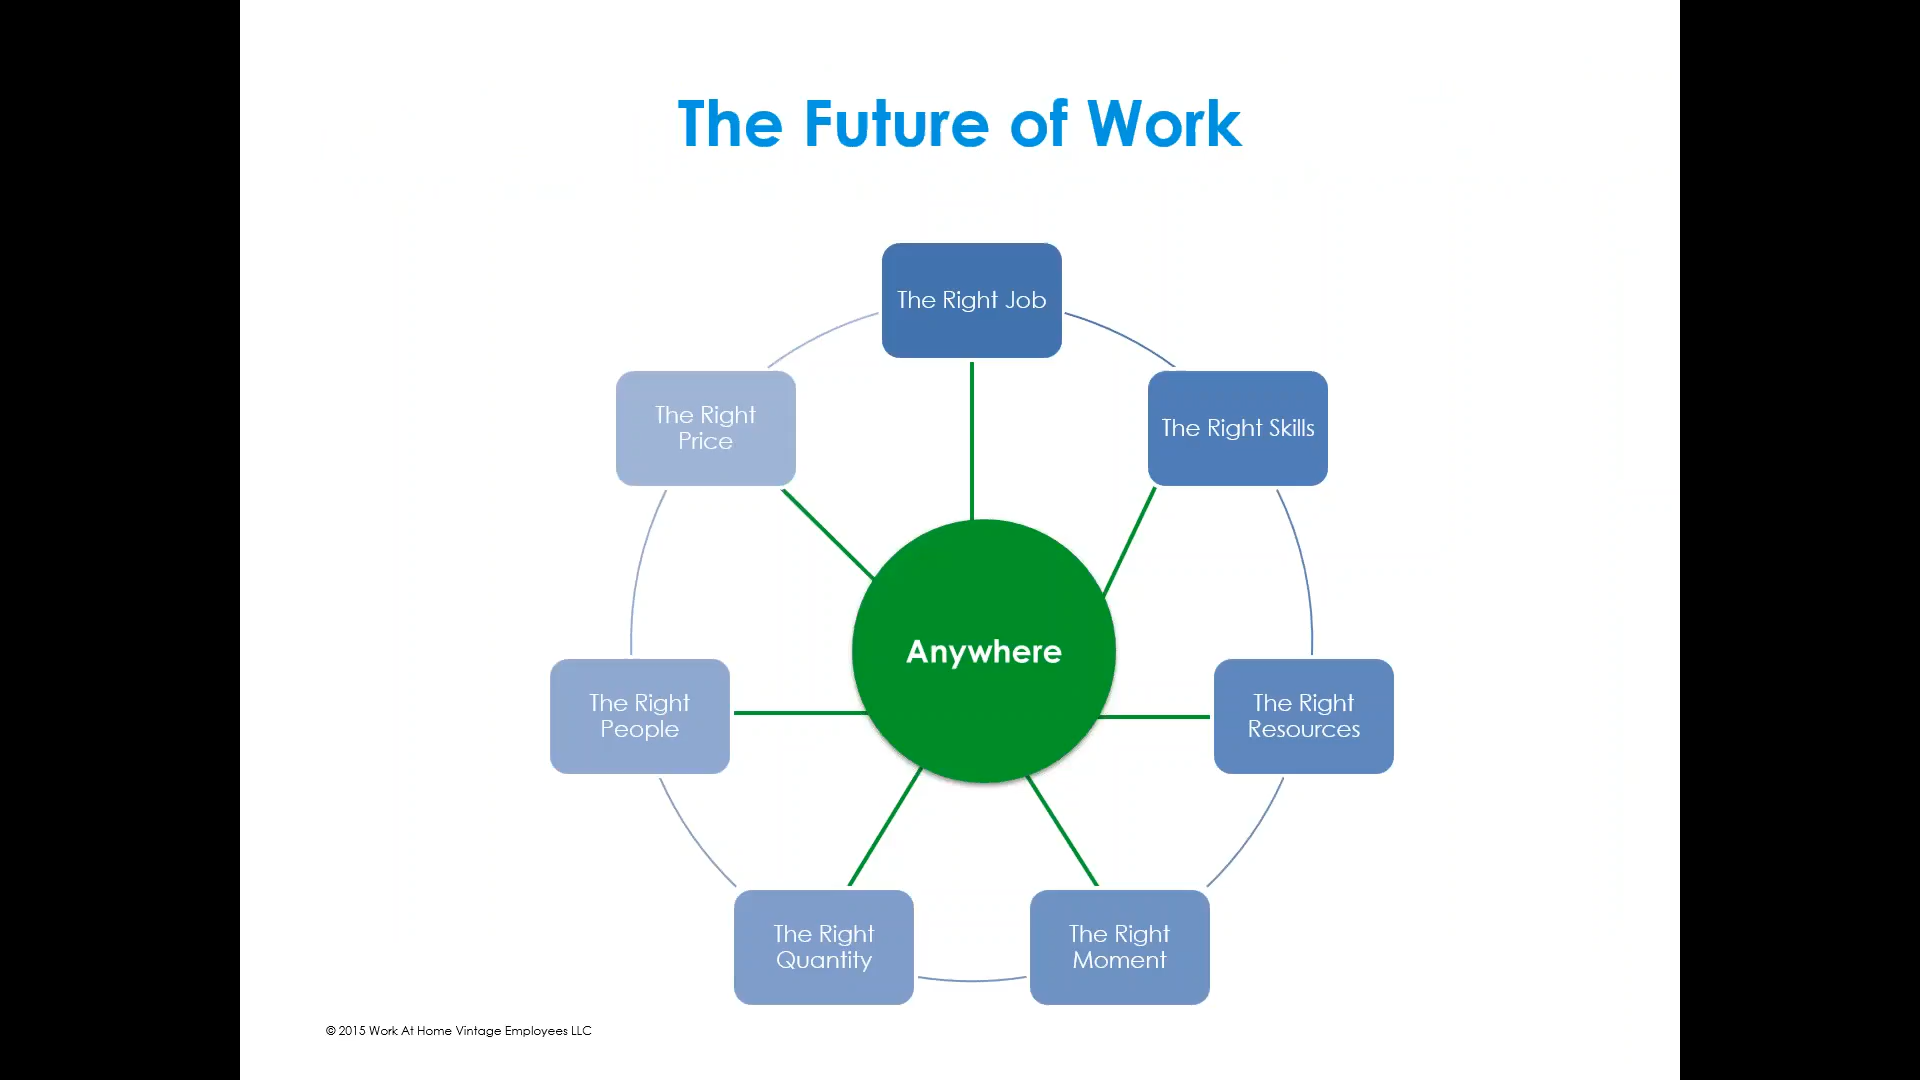 The Future of Work
The Right Job
The Right Skills
The Right
Resources
The Right
Moment
The Right
Quantity
The Right
People
The Right
Price
Anywhere
© 2015 Work At Home Vintage Employees LLC